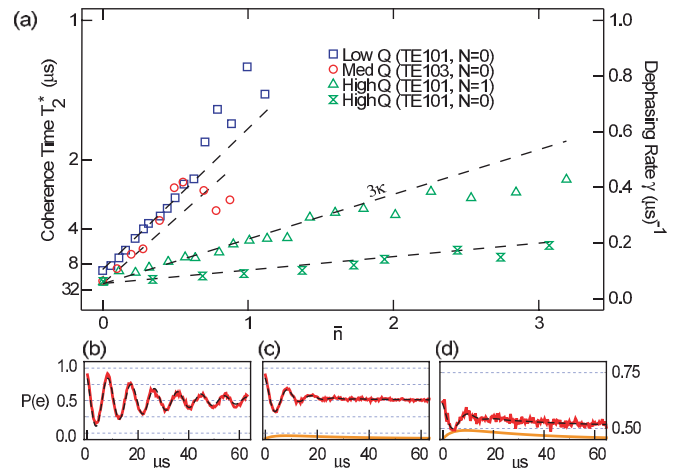 (a)
1
2
4
8
32
Coherence Time T₂* (μs)
Low Q (TE101, N=0)
Med Q (TE103, N=0)
High Q (TE101, N=1)
High Q (TE101, N=0)
3κ
1.0
0.8
0.6
0.4
0.2
0.0
Dephasing Rate γ (μs)⁻¹
0 1 2 3
n̄
(b) (c) (d)
1.0
0.5
0.0
P(e)
0.75
0.50
0 20 40 60 0 20 40 60 0 20 40 60
μs μs μs